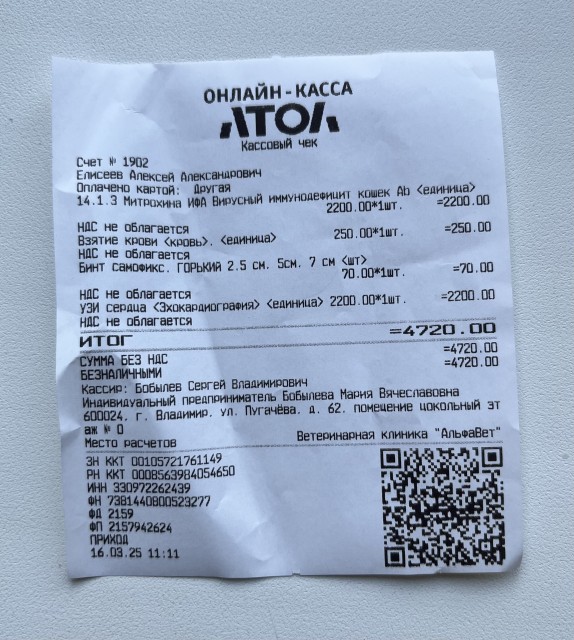 ОНЛАЙН-КАССА
АТОЛ
Кассовый чек
Счет № 1902
Елисеев Алексей Александрович
Оплачено картой: Другая
14.1.3 Митрохина ИФА Вирусный иммунодефицит кошек Ab <единица>
2200.00*1шт. =2200.00
НДС не облагается
Взятие крови <кровь>, <единица> 250.00*1шт. =250.00
НДС не облагается
Бинт самофикс. ГОРЬКИЙ 2.5 см. 5см. 7 см <шт>
70.00*1шт. =70.00
НДС не облагается
УЗИ сердца <Эхокардиография> <единица> 2200.00*1шт. =2200.00
НДС не облагается
ИТОГ =4720.00
СУММА БЕЗ НДС =4720.00
БЕЗНАЛИЧНЫМИ =4720.00
Кассир: Бобылев Сергей Владимирович
Индивидуальный предприниматель Бобылева Мария Вячеславовна
600024, г. Владимир, ул. Пугачёва, д. 62, помещение цокольный эт
аж № 0
Место расчетов Ветеринарная клиника "АльфаВет"
ЗН ККТ 00105721761149
РН ККТ 0008563984054650
ИНН 330972262439
ФН 7381440800523277
ФД 2159
ФП 2157942624
ПРИХОД
16.03.25 11:11